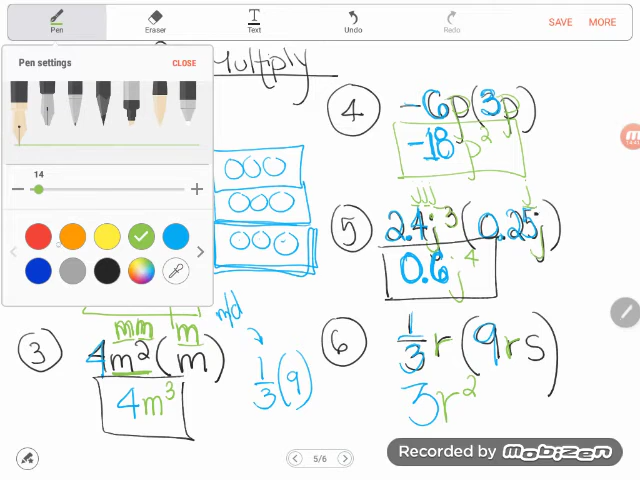 Pen
Eraser
Text
Undo
Redo
SAVE
MORE
Pen settings
CLOSE
14
Multiply
4
-6p(3p)
-18p²
5
jjj j
2.4j³(0.25j)
0.6j⁴
3
mm m
4m²(m)
4m³
m/d
1/3(9)
6
1/3r(9rs)
3r²
5/6
Recorded by mobizen